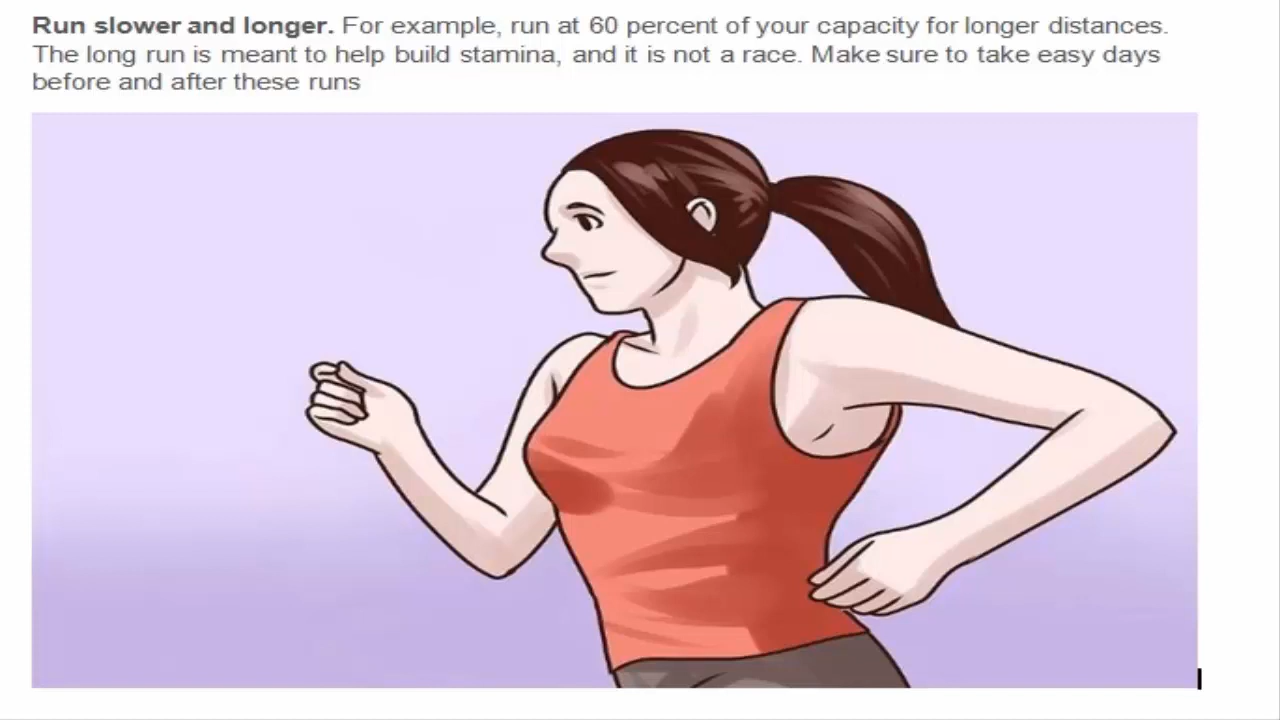 Run slower and longer. For example, run at 60 percent of your capacity for longer distances.
The long run is meant to help build stamina, and it is not a race. Make sure to take easy days
before and after these runs